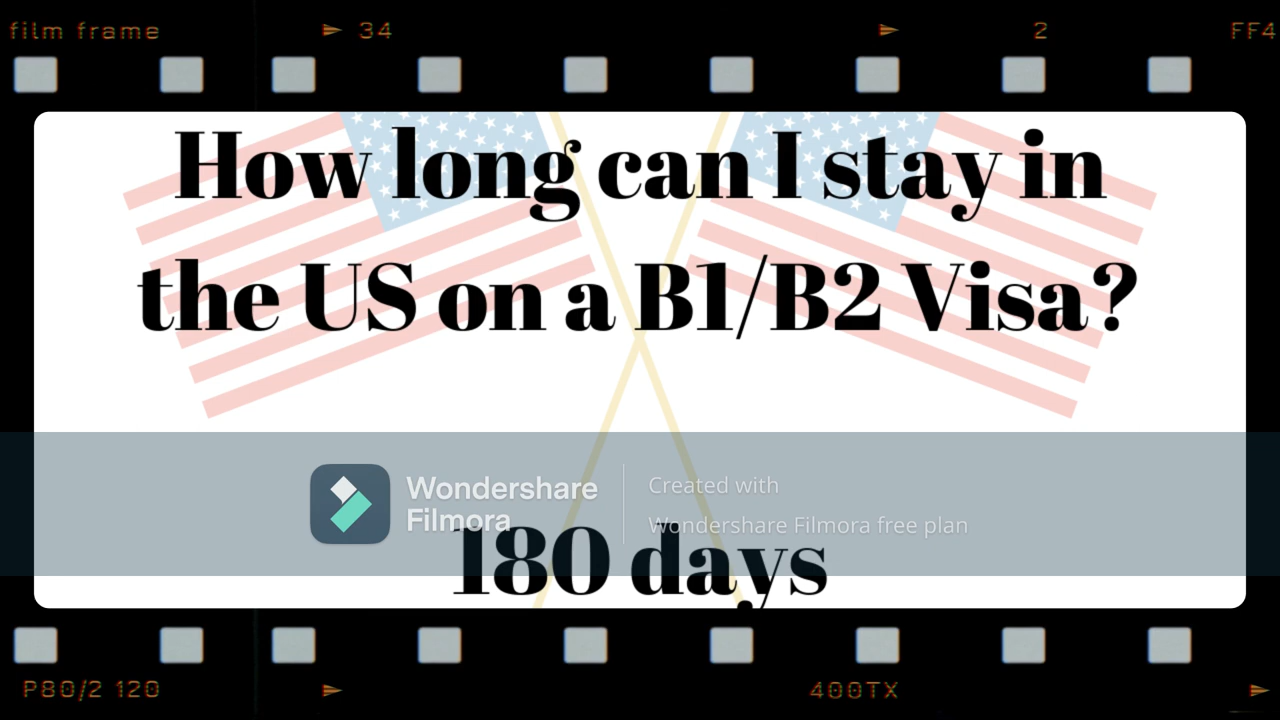 film frame
34
2
FF4
How long can I stay in
the US on a B1/B2 Visa?
Wondershare
Filmora
Created with
Wondershare Filmora free plan
180 days
P80/2 120
400TX